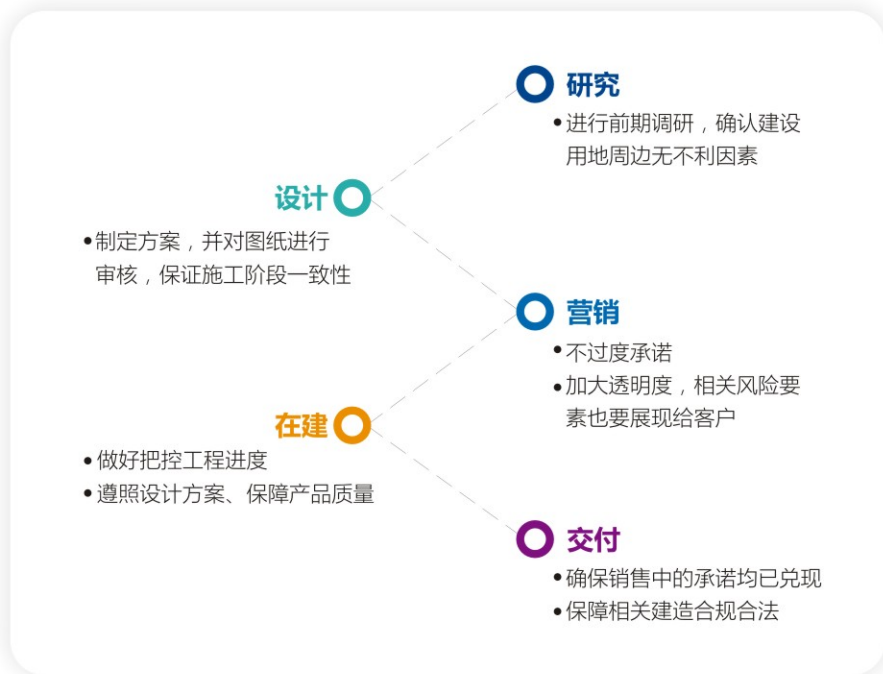 研究
•进行前期调研，确认建设
用地周边无不利因素
设计
•制定方案，并对图纸进行
审核，保证施工阶段一致性
营销
•不过度承诺
•加大透明度，相关风险要
素也要展现给客户
在建
•做好把控工程进度
•遵照设计方案、保障产品质量
交付
•确保销售中的承诺均已兑现
•保障相关建造合规合法